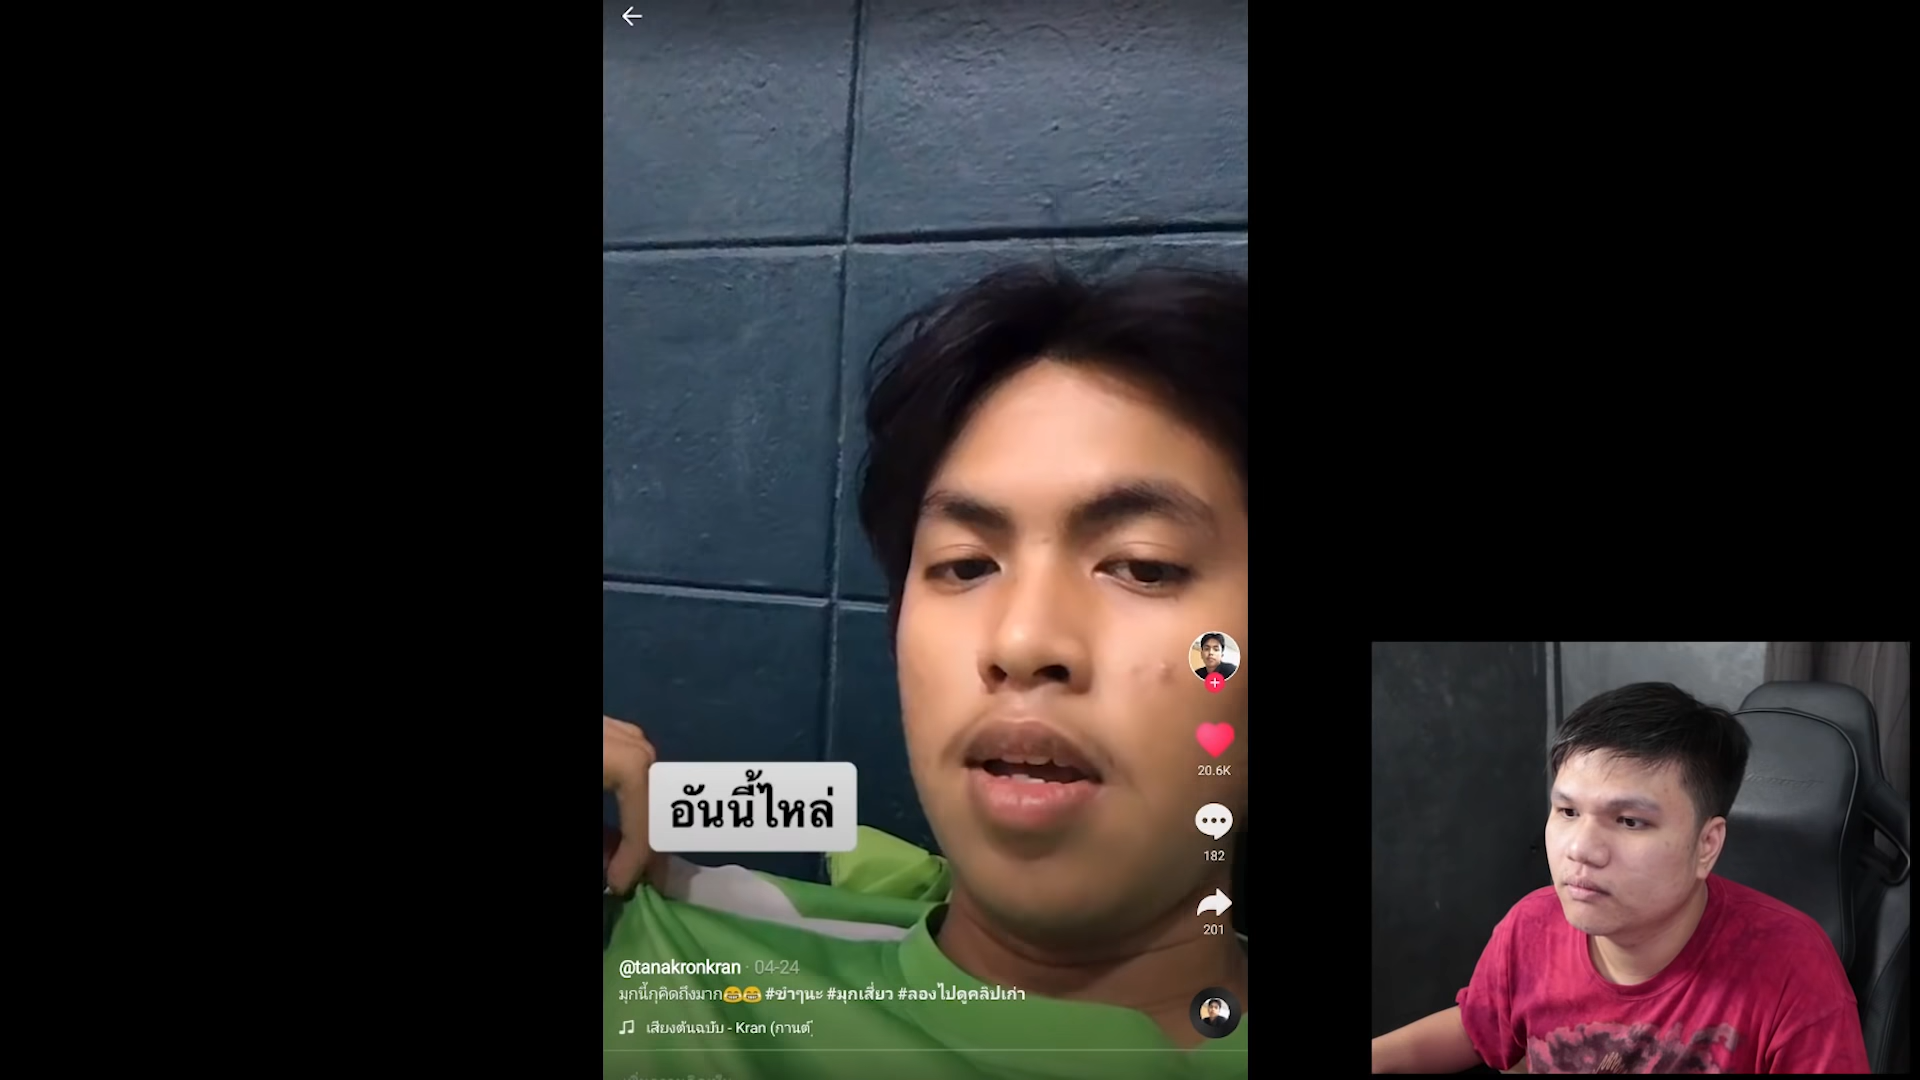 อันนี้ไหล่
20.6K
182
201
@tanakronkran · 04-24
มุกนี้กุคิดถึงมาก😂😂 #ขำๆนะ #มุกเสี่ยว #ลองไปดูคลิปเก่า
เสียงต้นฉบับ - Kran (กานต์